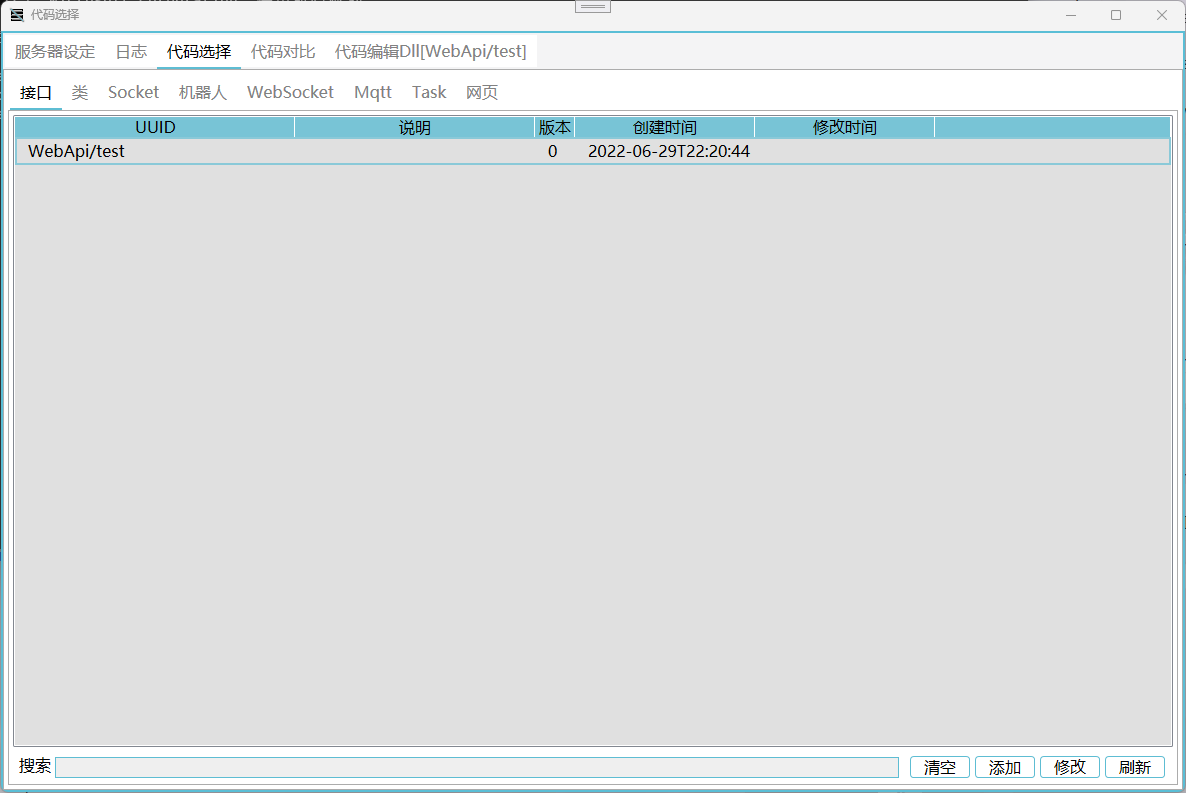 代码选择
服务器设定 日志 代码选择 代码对比 代码编辑Dll[WebApi/test]
接口 类 Socket 机器人 WebSocket Mqtt Task 网页
UUID 说明 版本 创建时间 修改时间
WebApi/test 0 2022-06-29T22:20:44
搜索 清空 添加 修改 刷新